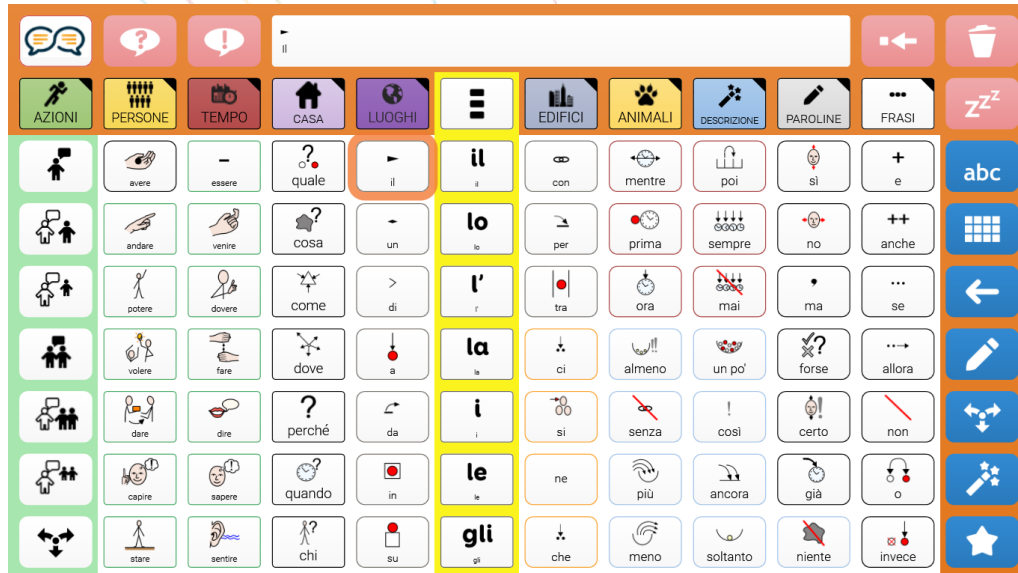 Il
AZIONI PERSONE TEMPO CASA LUOGHI EDIFICI ANIMALI DESCRIZIONE PAROLINE FRASI zzz
avere essere quale il il il con mentre poi sì e abc
andare venire cosa un lo lo per prima sempre no anche
potere dovere come di l' l' tra ora mai ma se
volere fare dove a la la ci almeno un po' forse allora
dare dire perché da i i si senza così certo non
capire sapere quando in le le ne più ancora già o
stare sentire chi su gli gli che meno soltanto niente invece